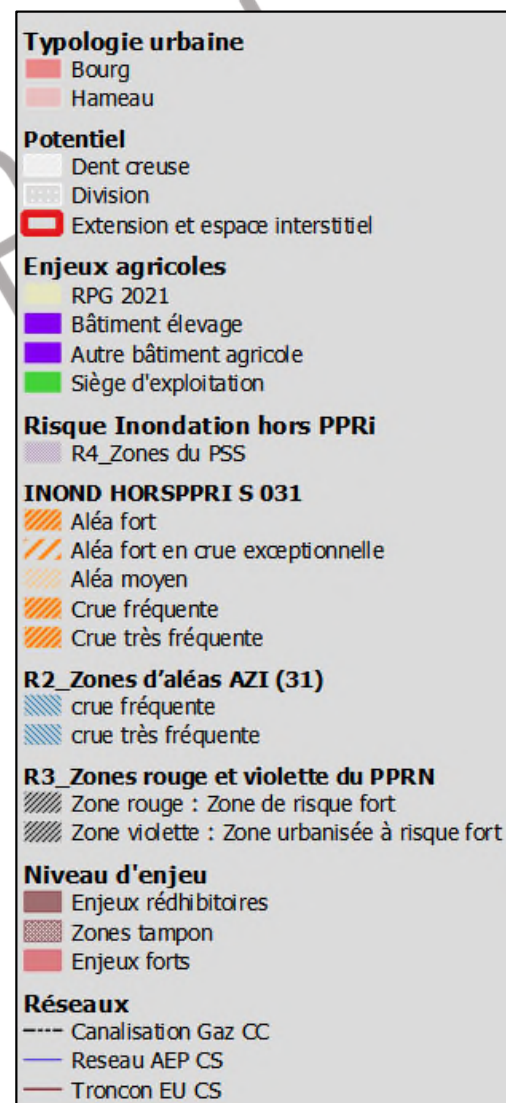 Typologie urbaine
Bourg
Hameau
Potentiel
Dent creuse
Division
Extension et espace interstitiel
Enjeux agricoles
RPG 2021
Bâtiment élevage
Autre bâtiment agricole
Siège d'exploitation
Risque Inondation hors PPRi
R4_Zones du PSS
INOND HORSPPRI S 031
Aléa fort
Aléa fort en crue exceptionnelle
Aléa moyen
Crue fréquente
Crue très fréquente
R2_Zones d’aléas AZI (31)
crue fréquente
crue très fréquente
R3_Zones rouge et violette du PPRN
Zone rouge : Zone de risque fort
Zone violette : Zone urbanisée à risque fort
Niveau d'enjeu
Enjeux rédhibitoires
Zones tampon
Enjeux forts
Réseaux
Canalisation Gaz CC
Reseau AEP CS
Troncon EU CS